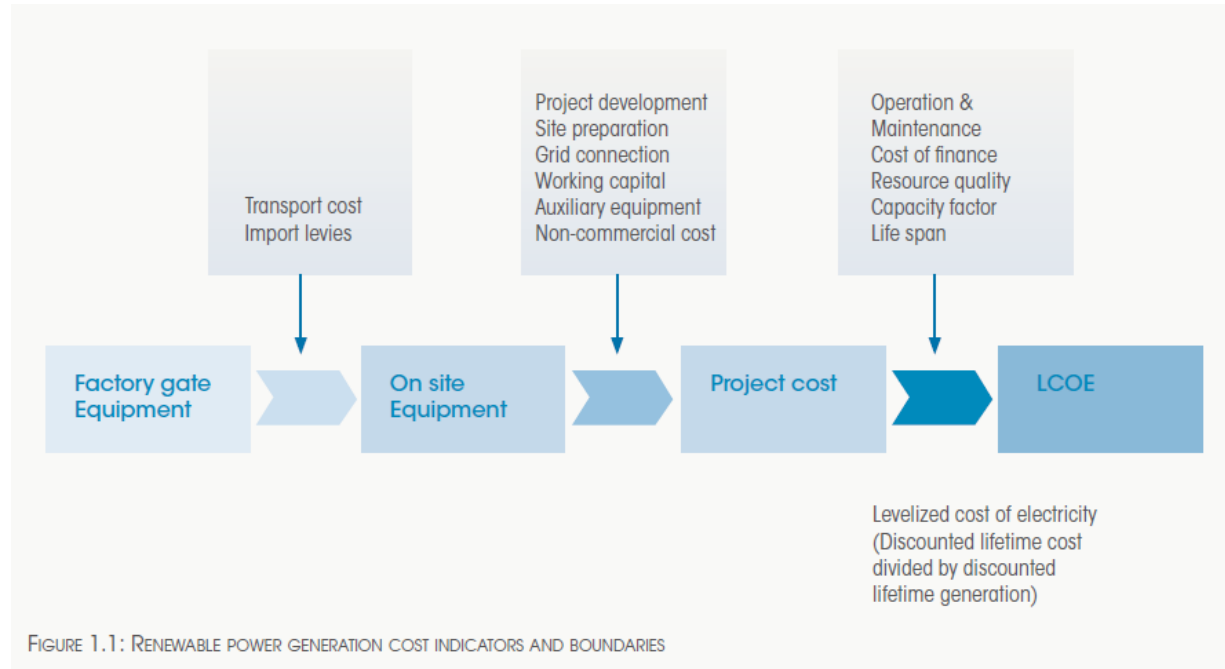 Transport cost
Import levies
Project development
Site preparation
Grid connection
Working capital
Auxiliary equipment
Non-commercial cost
Operation &
Maintenance
Cost of finance
Resource quality
Capacity factor
Life span
Factory gate
Equipment
On site
Equipment
Project cost
LCOE
Levelized cost of electricity
(Discounted lifetime cost
divided by discounted
lifetime generation)
Figure 1.1: Renewable power generation cost indicators and boundaries